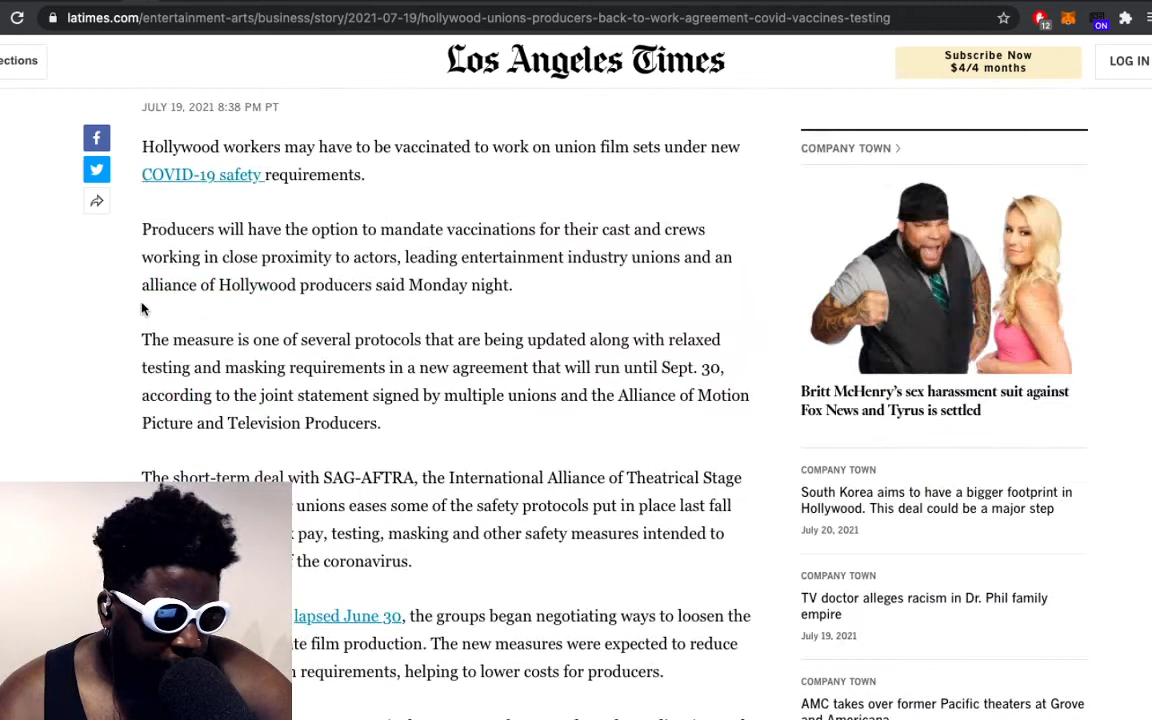 latimes.com/entertainment-arts/business/story/2021-07-19/hollywood-unions-producers-back-to-work-agreement-covid-vaccines-testing
12
ON
ections
Los Angeles Times
Subscribe Now
$4/4 months
LOG IN
JULY 19, 2021 8:38 PM PT
Hollywood workers may have to be vaccinated to work on union film sets under new
COVID-19 safety requirements.
Producers will have the option to mandate vaccinations for their cast and crews
working in close proximity to actors, leading entertainment industry unions and an
alliance of Hollywood producers said Monday night.
The measure is one of several protocols that are being updated along with relaxed
testing and masking requirements in a new agreement that will run until Sept. 30,
according to the joint statement signed by multiple unions and the Alliance of Motion
Picture and Television Producers.
The short-term deal with SAG-AFTRA, the International Alliance of Theatrical Stage
unions eases some of the safety protocols put in place last fall
pay, testing, masking and other safety measures intended to
the coronavirus.
lapsed June 30, the groups began negotiating ways to loosen the
film production. The new measures were expected to reduce
requirements, helping to lower costs for producers.
COMPANY TOWN >
Britt McHenry's sex harassment suit against
Fox News and Tyrus is settled
COMPANY TOWN
South Korea aims to have a bigger footprint in
Hollywood. This deal could be a major step
July 20, 2021
COMPANY TOWN
TV doctor alleges racism in Dr. Phil family
empire
July 19, 2021
COMPANY TOWN
AMC takes over former Pacific theaters at Grove
and Americana